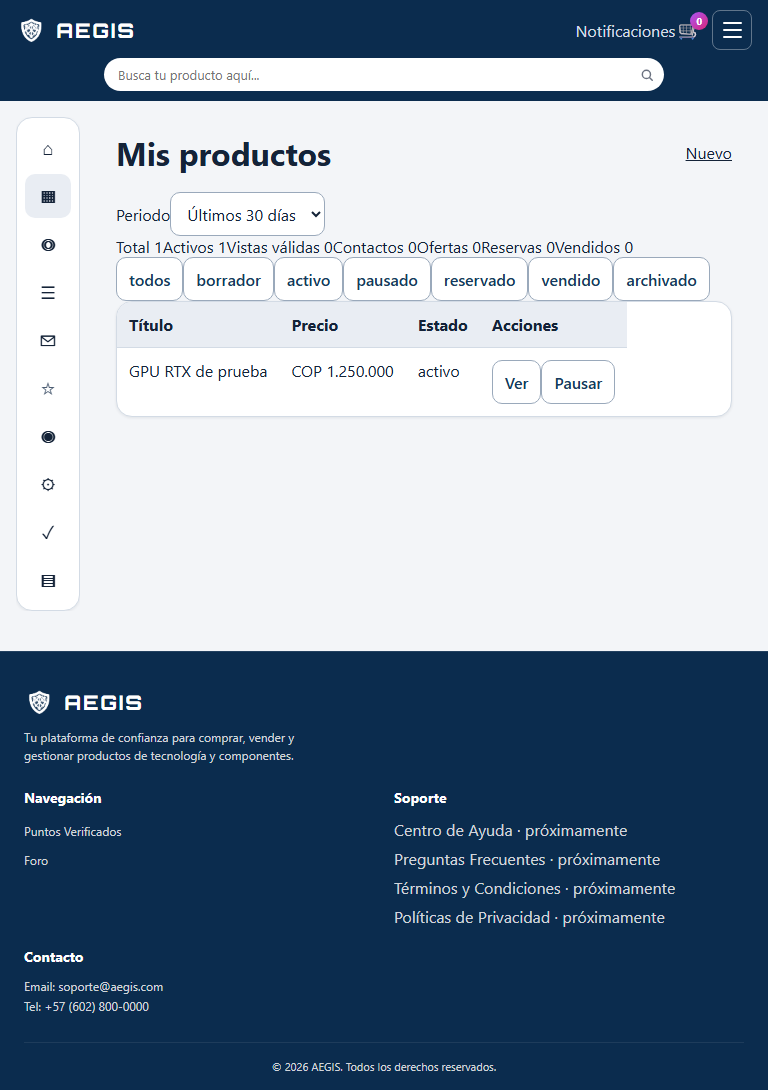 AEGIS
Notificaciones 0
Busca tu producto aquí...
Mis productos
Nuevo
Periodo Últimos 30 días
Total 1Activos 1Vistas válidas 0Contactos 0Ofertas 0Reservas 0Vendidos 0
todos borrador activo pausado reservado vendido archivado
Título Precio Estado Acciones
GPU RTX de prueba COP 1.250.000 activo Ver Pausar
AEGIS
Tu plataforma de confianza para comprar, vender y
gestionar productos de tecnología y componentes.
Navegación
Puntos Verificados
Foro
Soporte
Centro de Ayuda · próximamente
Preguntas Frecuentes · próximamente
Términos y Condiciones · próximamente
Políticas de Privacidad · próximamente
Contacto
Email: soporte@aegis.com
Tel: +57 (602) 800-0000
© 2026 AEGIS. Todos los derechos reservados.